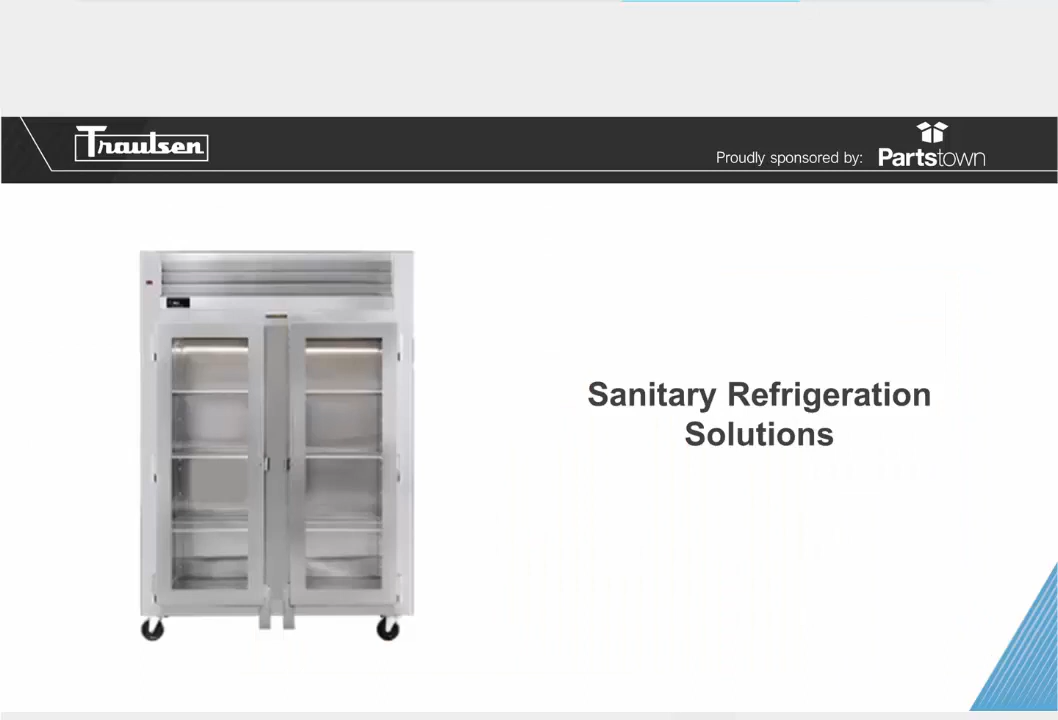 Traulsen
Proudly sponsored by: Partstown
Sanitary Refrigeration
Solutions